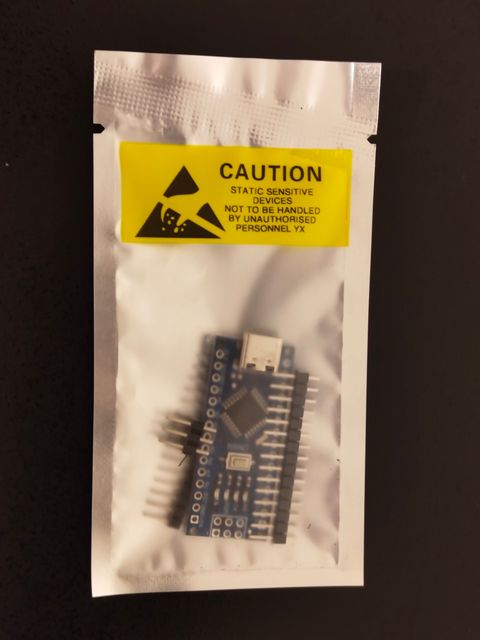 CAUTION
STATIC SENSITIVE
DEVICES
NOT TO BE HANDLED
BY UNAUTHORISED
PERSONNEL YX